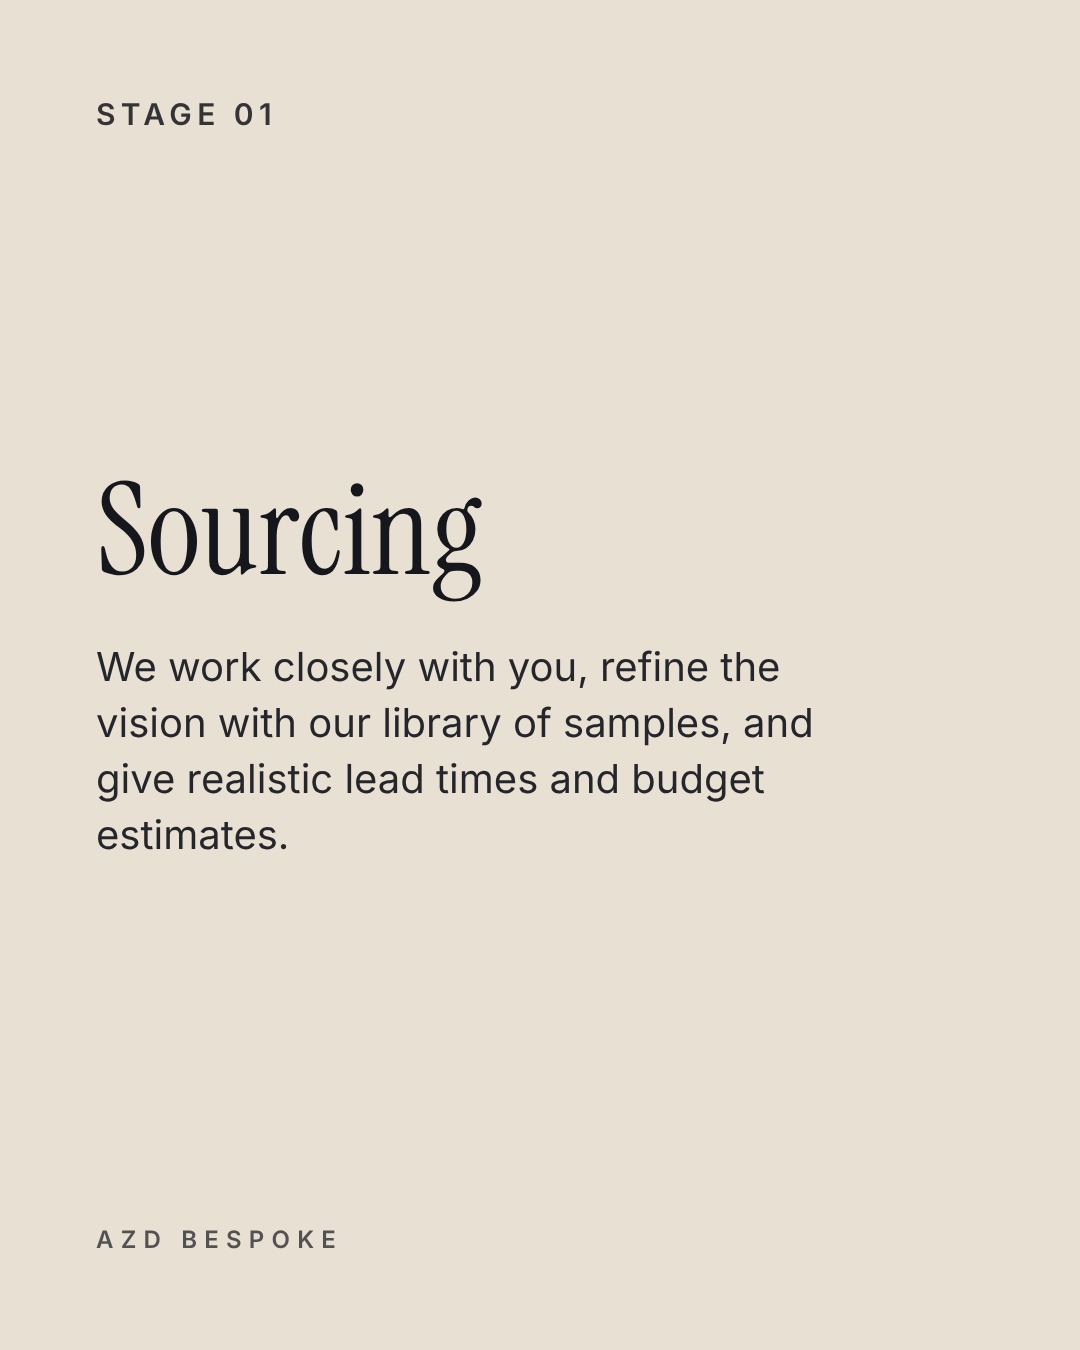 STAGE 01
Sourcing
We work closely with you, refine the
vision with our library of samples, and
give realistic lead times and budget
estimates.
AZD BESPOKE